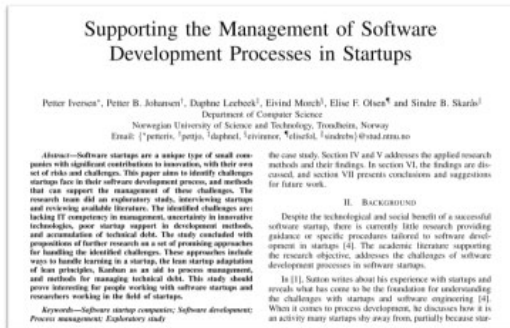 Supporting the Management of Software
Development Processes in Startups
Petter Iversen*, Petter B. Johansen†, Daphne Leebeek‡, Eivind Morch§, Elise F. Olsen¶ and Sindre B. Skarås‖
Department of Computer Science
Norwegian University of Science and Technology, Trondheim, Norway
Email: {*petteriv, †pettjo, ‡daphnel, §eivinmor, ¶elisefol, ‖sindrebs}@stud.ntnu.no
Abstract—Software startups are a unique type of small com-
panies with significant contributions to innovation, with their own
set of risks and challenges. This paper aims to identify challenges
startups face in their software development process, and methods
that can support the management of these challenges. The
research team did an exploratory study, interviewing startups
and reviewing available literature. The identified challenges are:
lacking IT competency in management, uncertainty in innovative
technologies, poor startup support in development methods,
and accumulation of technical debt. The study concluded with
propositions of further research on a set of promising approaches
for handling the identified challenges. These approaches include
ways to handle learning in a startup, the lean startup adaptation
of lean principles, Kanban as an aid to process management,
and methods for managing technical debt. This study should
prove interesting for people working with software startups and
researchers working in the field of startups.
Keywords—Software startup companies; Software development;
Process management; Exploratory study
the case study. Section IV and V addresses the applied research
methods and their findings. In section VI, the findings are dis-
cussed, and section VII presents conclusions and suggestions
for future work.
II. BACKGROUND
Despite the technological and social benefit of a successful
software startup, there is currently little research providing
guidance or specific procedures tailored to software devel-
opment in startups [4]. The academic literature supporting
the research objective, addresses the challenges of software
development processes in software startups.
In [1], Sutton writes about his experience with startups and
reveals what has come to be the foundation for understanding
the challenges with startups and software engineering [4].
When it comes to process development, he discusses how it is
an activity many startups shy away from, partially because star-